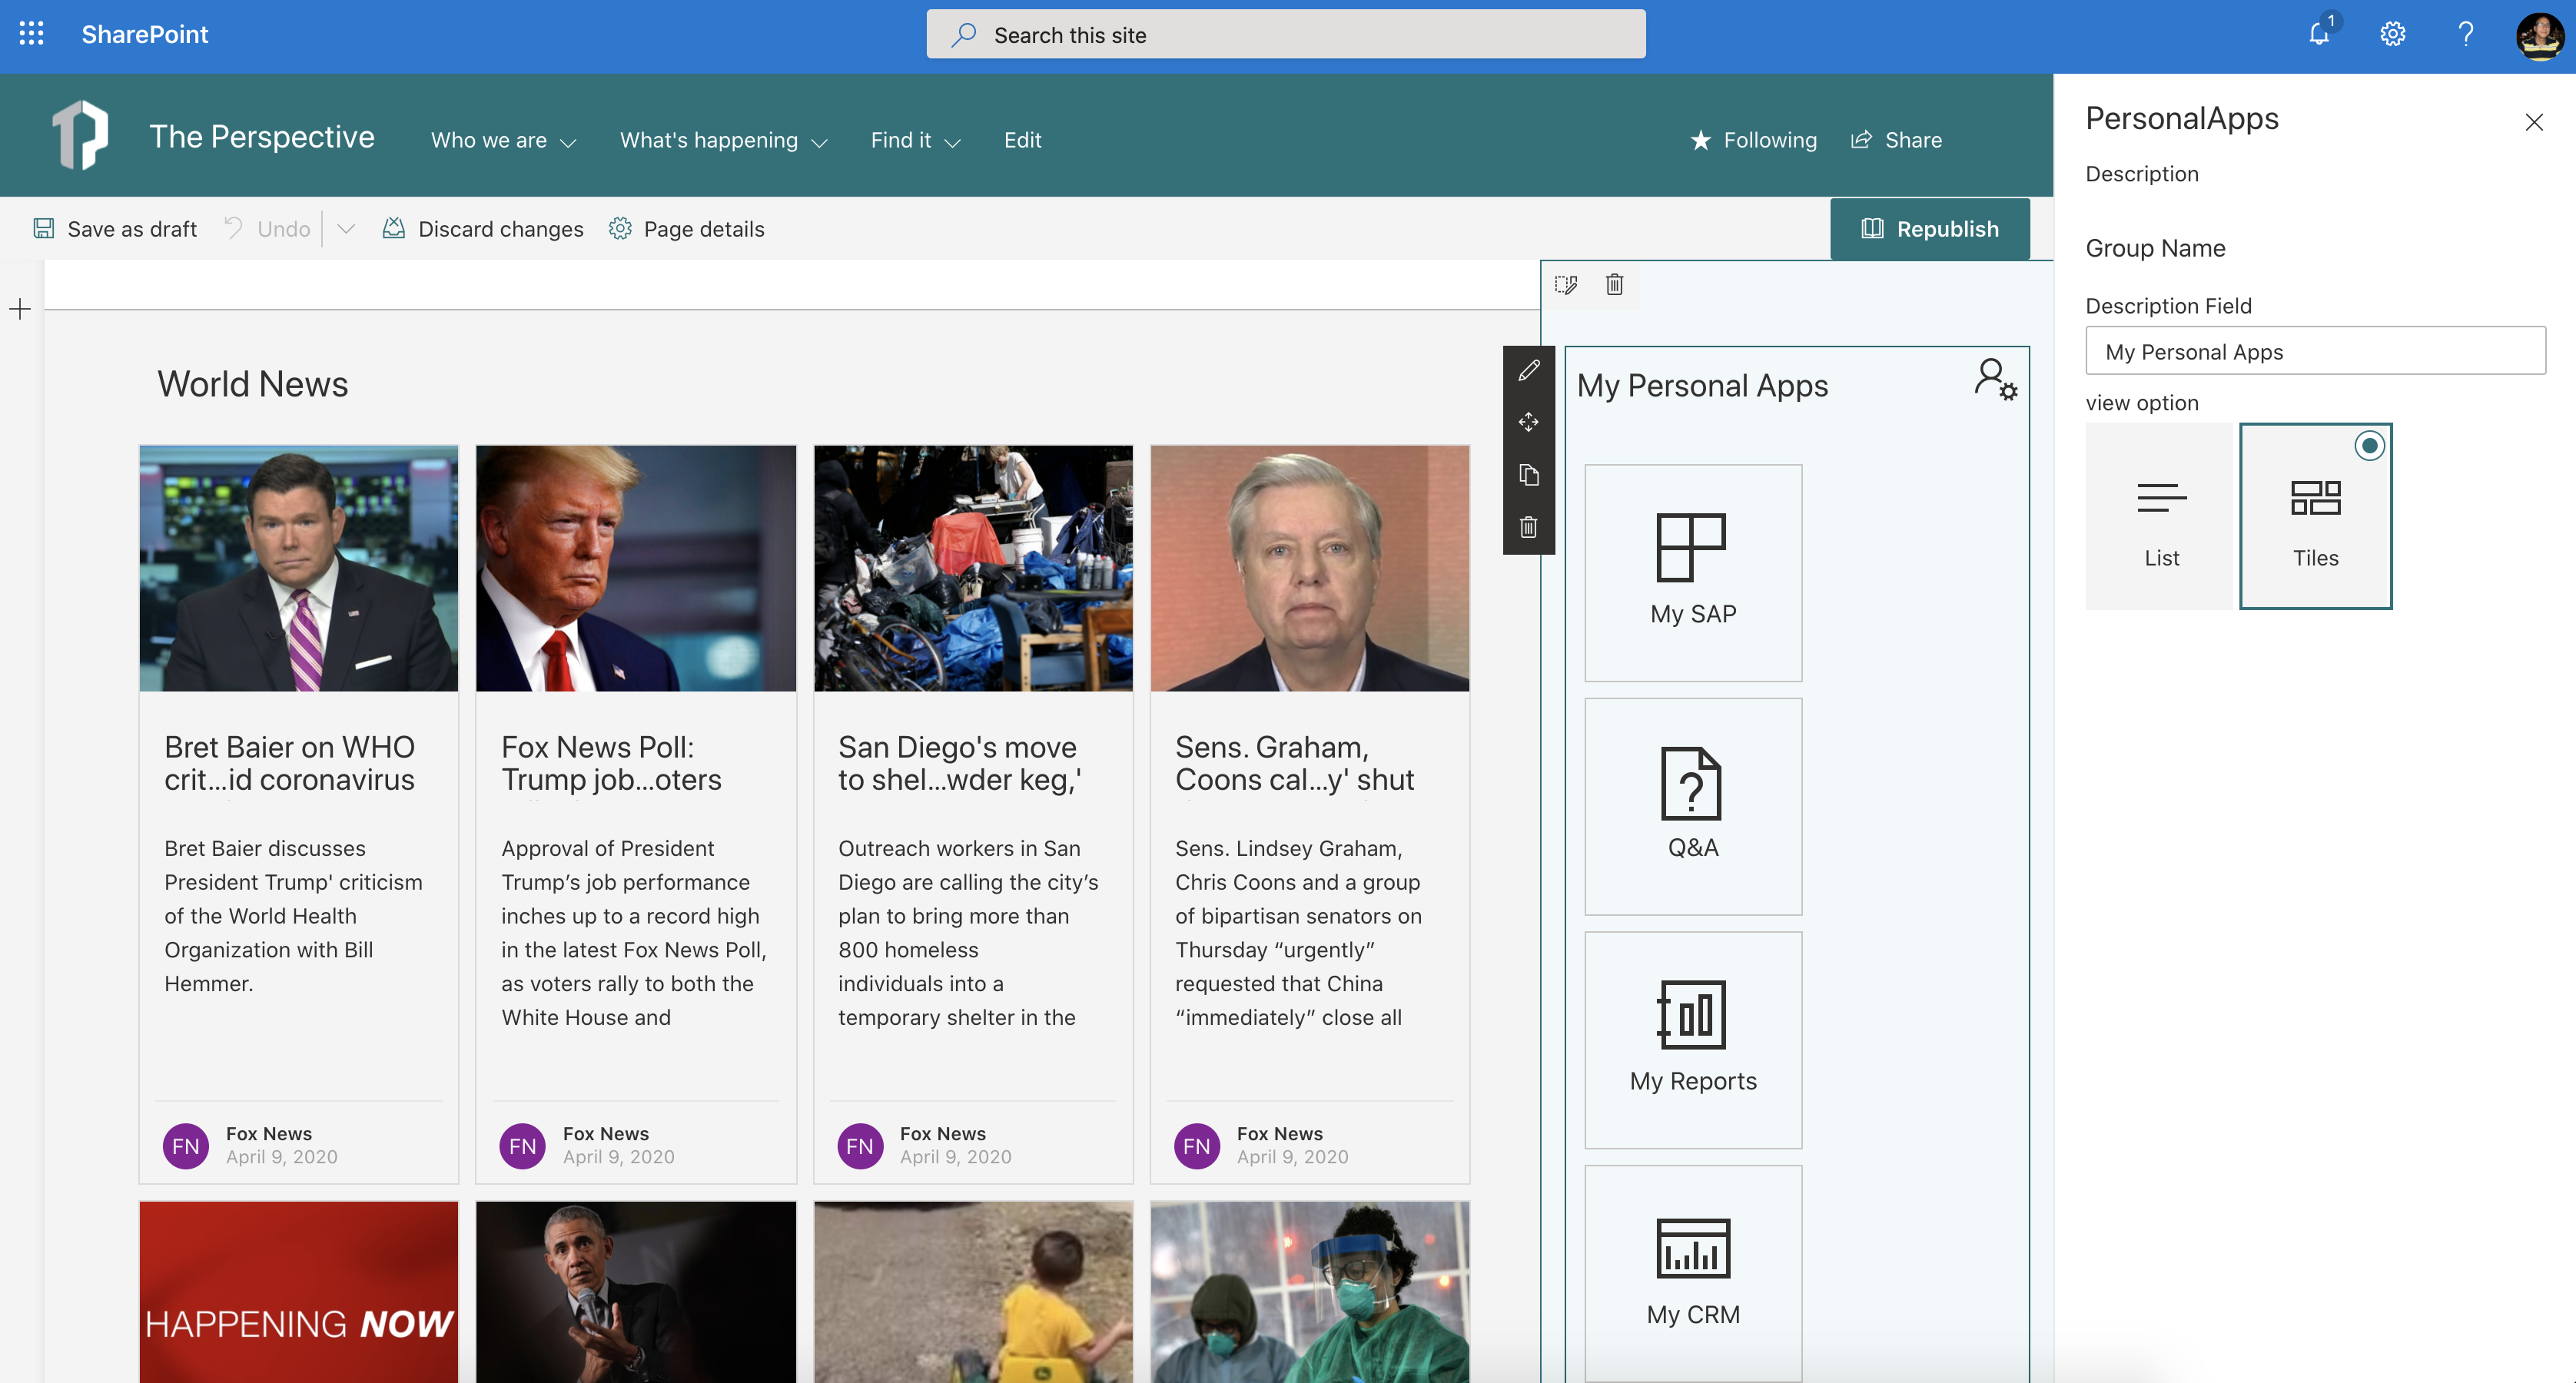 SharePoint
Search this site
1
The Perspective
Who we are
What's happening
Find it
Edit
Following
Share
Save as draft
Undo
Discard changes
Page details
Republish
World News
Bret Baier on WHO
crit...id coronavirus
Bret Baier discusses
President Trump' criticism
of the World Health
Organization with Bill
Hemmer.
FN
Fox News
April 9, 2020
Fox News Poll:
Trump job...oters
Approval of President
Trump’s job performance
inches up to a record high
in the latest Fox News Poll,
as voters rally to both the
White House and
FN
Fox News
April 9, 2020
San Diego's move
to shel...wder keg,'
Outreach workers in San
Diego are calling the city’s
plan to bring more than
800 homeless
individuals into a
temporary shelter in the
FN
Fox News
April 9, 2020
Sens. Graham,
Coons cal...y' shut
Sens. Lindsey Graham,
Chris Coons and a group
of bipartisan senators on
Thursday “urgently”
requested that China
“immediately” close all
FN
Fox News
April 9, 2020
HAPPENING NOW
My Personal Apps
My SAP
Q&A
My Reports
My CRM
PersonalApps
Description
Group Name
Description Field
My Personal Apps
view option
List
Tiles